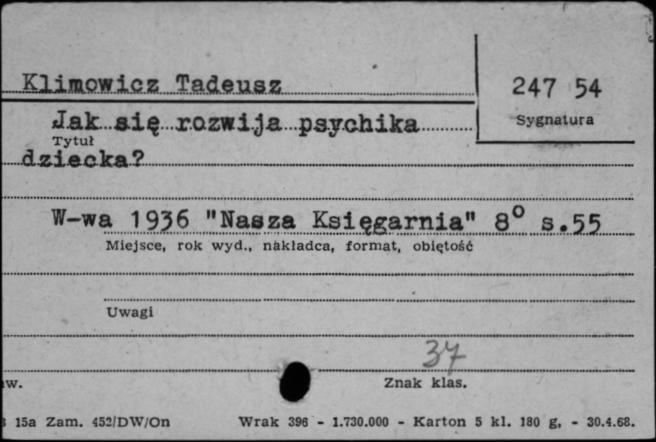 Klimowicz Tadeusz
247 54
Sygnatura
Jak się rozwija psychika
Tytuł
dziecka?
W-wa 1936 "Nasza Księgarnia" 8° s.55
Miejsce, rok wyd., nakładca, format, obiętość
Uwagi
37
Znak klas.
15a Zam. 452/DW/On Wrak 396 - 1.730.000 - Karton 5 kl. 180 g, - 30.4.68.